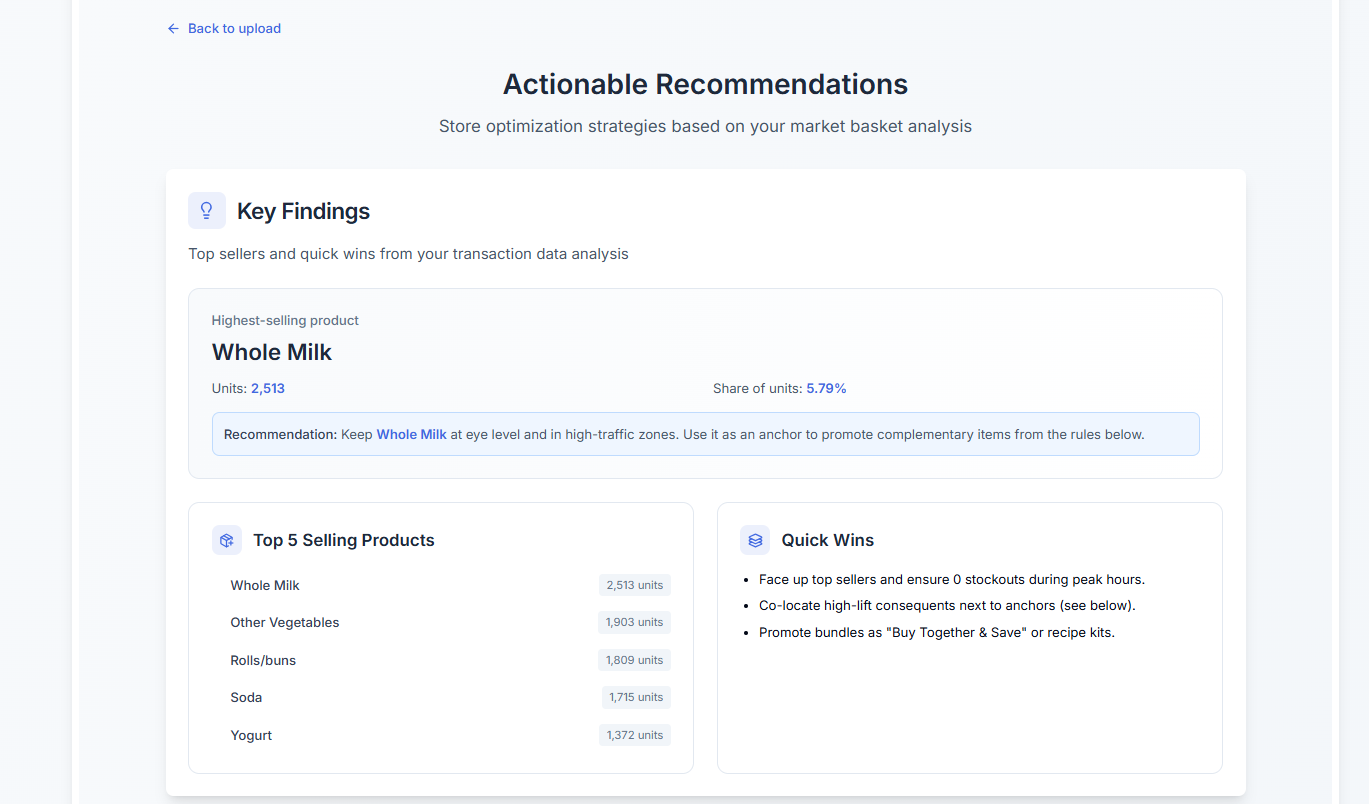 Back to upload
Actionable Recommendations
Store optimization strategies based on your market basket analysis
Key Findings
Top sellers and quick wins from your transaction data analysis
Highest-selling product
Whole Milk
Units: 2,513
Share of units: 5.79%
Recommendation: Keep Whole Milk at eye level and in high-traffic zones. Use it as an anchor to promote complementary items from the rules below.
Top 5 Selling Products
Whole Milk 2,513 units
Other Vegetables 1,903 units
Rolls/buns 1,809 units
Soda 1,715 units
Yogurt 1,372 units
Quick Wins
• Face up top sellers and ensure 0 stockouts during peak hours.
• Co-locate high-lift consequents next to anchors (see below).
• Promote bundles as "Buy Together & Save" or recipe kits.